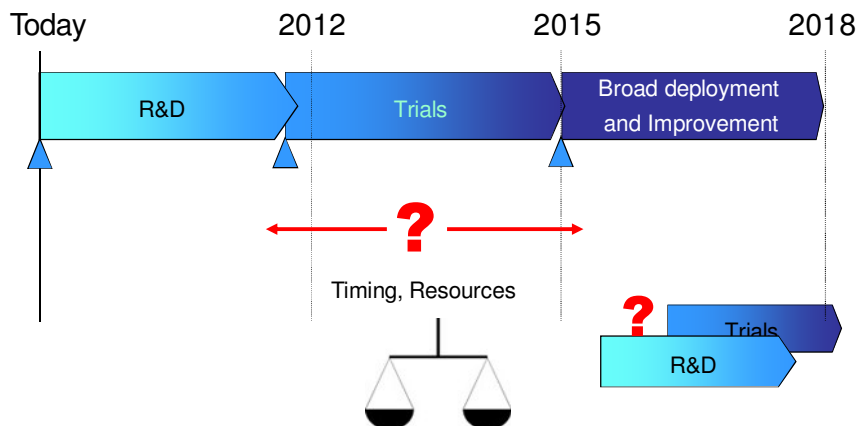 Today 2012 2015 2018
R&D
Trials
Broad deployment
and Improvement
?
Timing, Resources
?
Trials
R&D